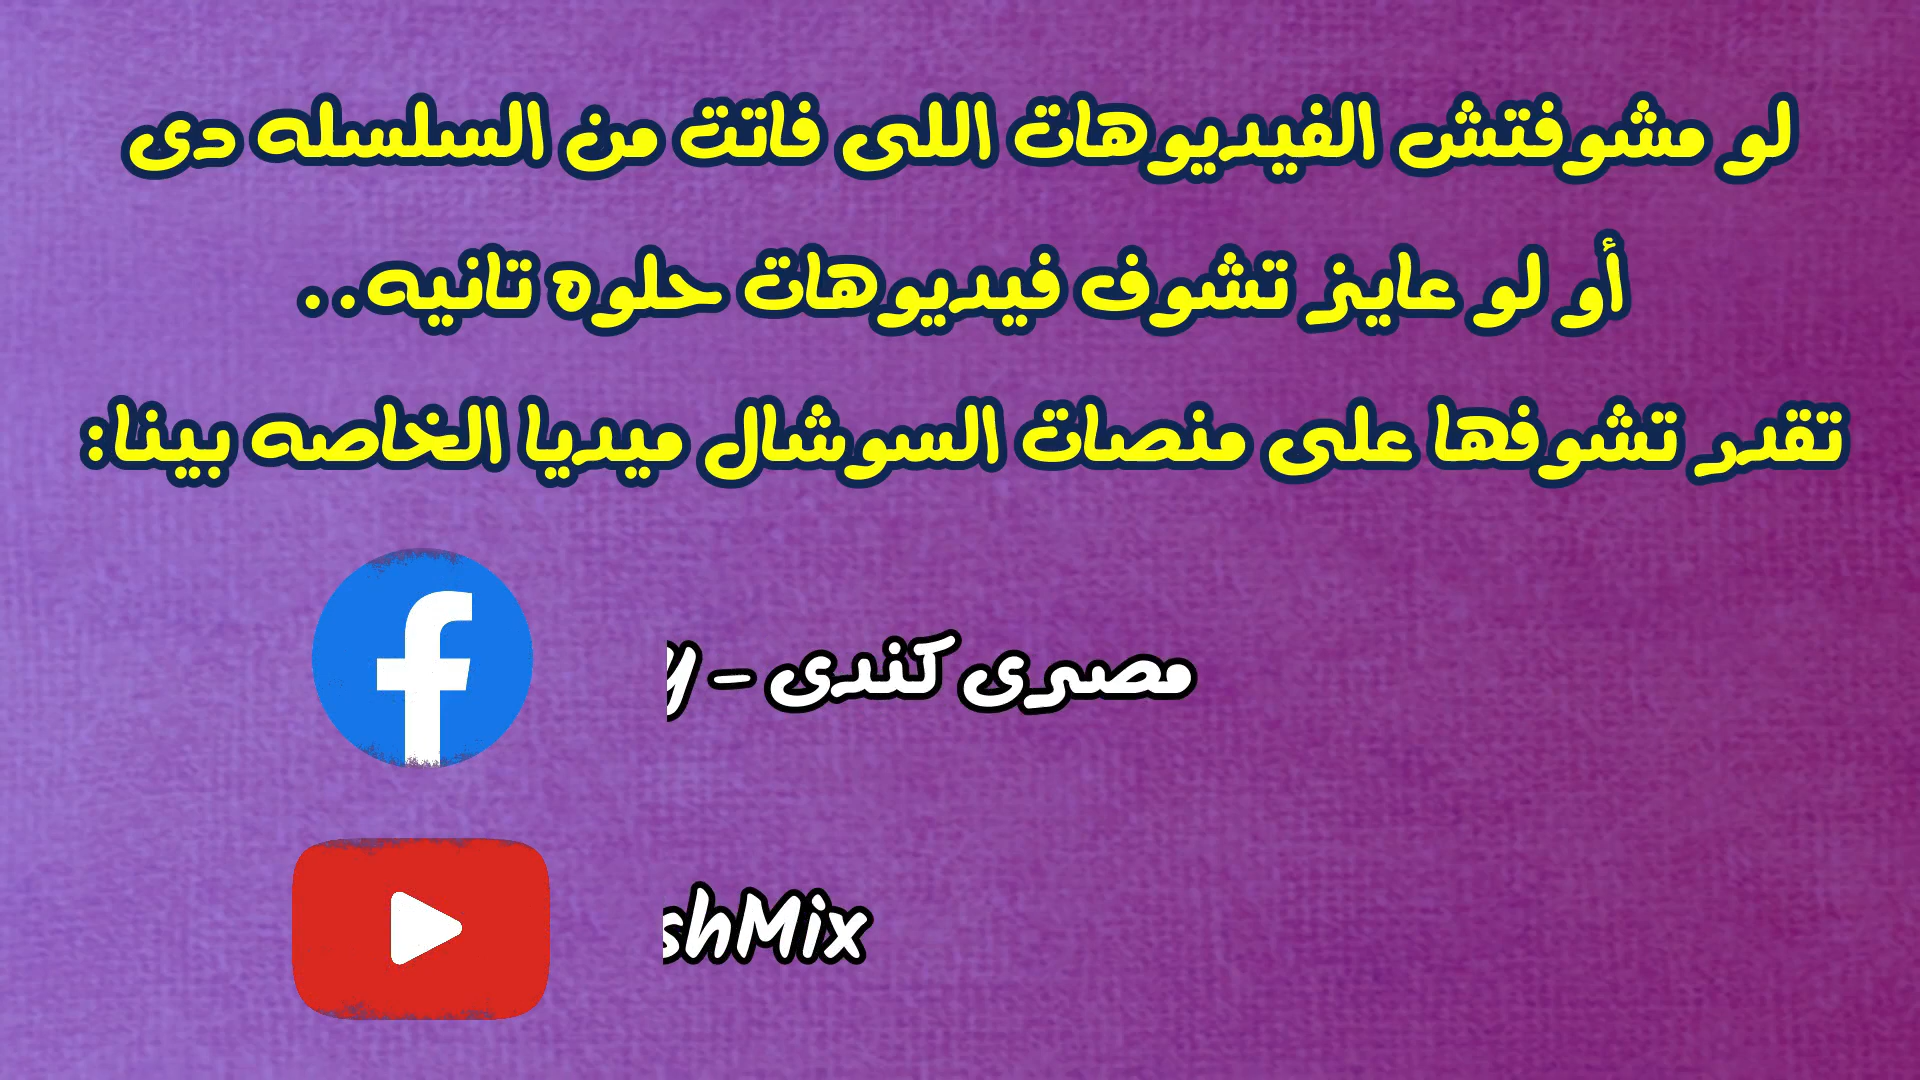 لو مشوفتش الفيديوهات اللى فاتت من السلسله دى
أو لو عايز تشوف فيديوهات حلوه تانيه..
تقدر تشوفها على منصات السوشال ميديا الخاصه بينا:
مصرى كندى - y
shMix